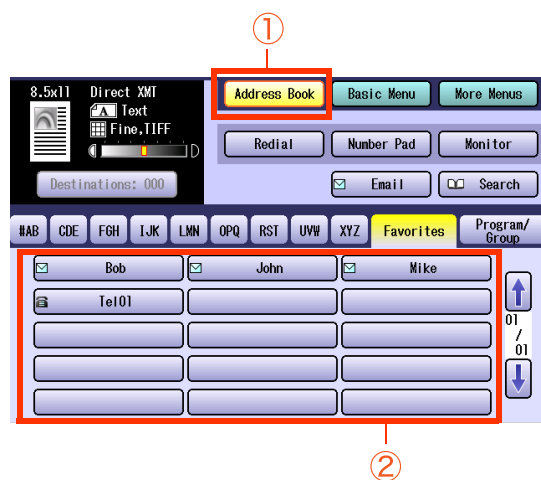 ①
8.5x11 Direct XMT
A Text
Fine,TIFF
D
Destinations: 000
Address Book
Basic Menu
More Menus
Redial
Number Pad
Monitor
Email
Search
#AB
CDE
FGH
IJK
LMN
OPQ
RST
UVW
XYZ
Favorites
Program/
Group
Bob
John
Mike
Tel01
01
/
01
②